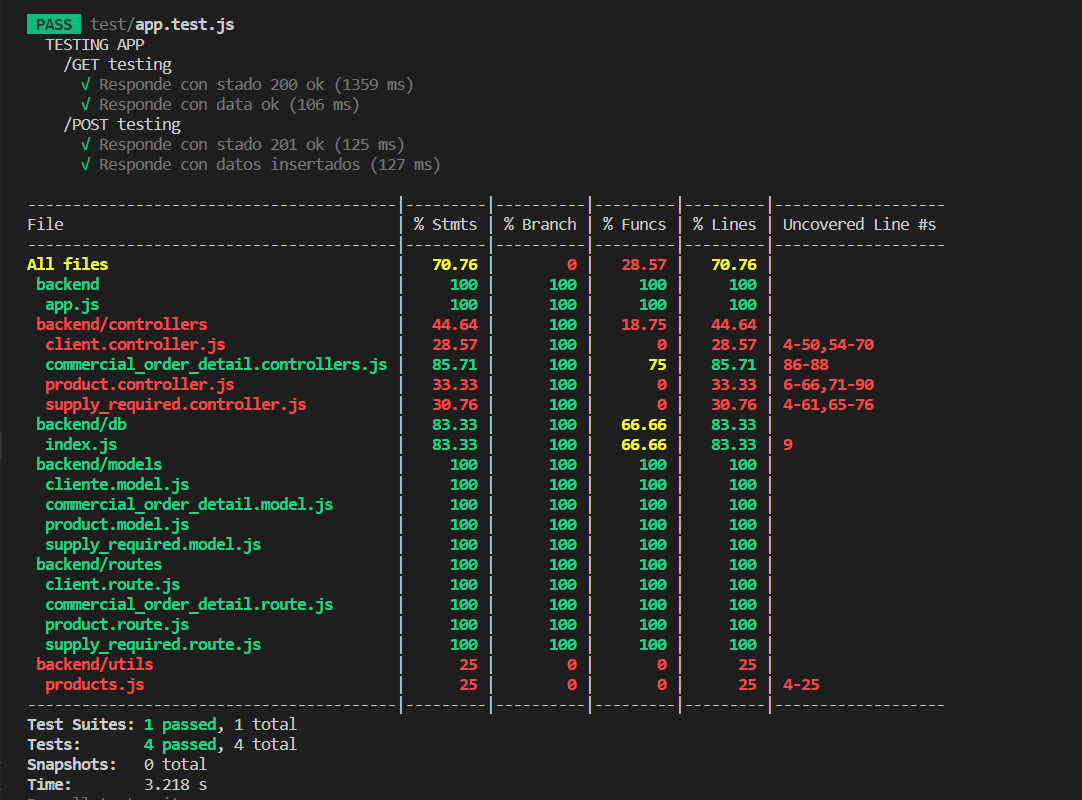 PASS test/app.test.js
TESTING APP
/GET testing
√ Responde con stado 200 ok (1359 ms)
√ Responde con data ok (106 ms)
/POST testing
√ Responde con stado 201 ok (125 ms)
√ Responde con datos insertados (127 ms)
-----------------------------------------|---------|----------|---------|---------|-------------------
File | % Stmts | % Branch | % Funcs | % Lines | Uncovered Line #s
-----------------------------------------|---------|----------|---------|---------|-------------------
All files | 70.76 | 0 | 28.57 | 70.76 |
backend | 100 | 100 | 100 | 100 |
app.js | 100 | 100 | 100 | 100 |
backend/controllers | 44.64 | 100 | 18.75 | 44.64 |
client.controller.js | 28.57 | 100 | 0 | 28.57 | 4-50,54-70
commercial_order_detail.controllers.js | 85.71 | 100 | 75 | 85.71 | 86-88
product.controller.js | 33.33 | 100 | 0 | 33.33 | 6-66,71-90
supply_required.controller.js | 30.76 | 100 | 0 | 30.76 | 4-61,65-76
backend/db | 83.33 | 100 | 66.66 | 83.33 |
index.js | 83.33 | 100 | 66.66 | 83.33 | 9
backend/models | 100 | 100 | 100 | 100 |
cliente.model.js | 100 | 100 | 100 | 100 |
commercial_order_detail.model.js | 100 | 100 | 100 | 100 |
product.model.js | 100 | 100 | 100 | 100 |
supply_required.model.js | 100 | 100 | 100 | 100 |
backend/routes | 100 | 100 | 100 | 100 |
client.route.js | 100 | 100 | 100 | 100 |
commercial_order_detail.route.js | 100 | 100 | 100 | 100 |
product.route.js | 100 | 100 | 100 | 100 |
supply_required.route.js | 100 | 100 | 100 | 100 |
backend/utils | 25 | 0 | 0 | 25 |
products.js | 25 | 0 | 0 | 25 | 4-25
-----------------------------------------|---------|----------|---------|---------|-------------------
Test Suites: 1 passed, 1 total
Tests: 4 passed, 4 total
Snapshots: 0 total
Time: 3.218 s